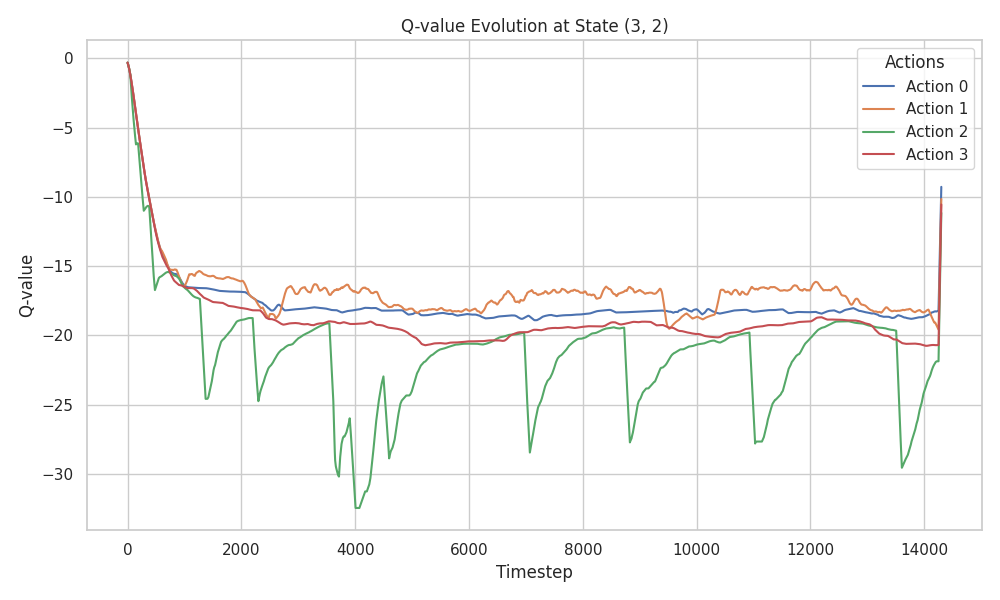 Q-value Evolution at State (3, 2)
Actions
Action 0
Action 1
Action 2
Action 3
Q-value
0
−5
−10
−15
−20
−25
−30
0 2000 4000 6000 8000 10000 12000 14000
Timestep